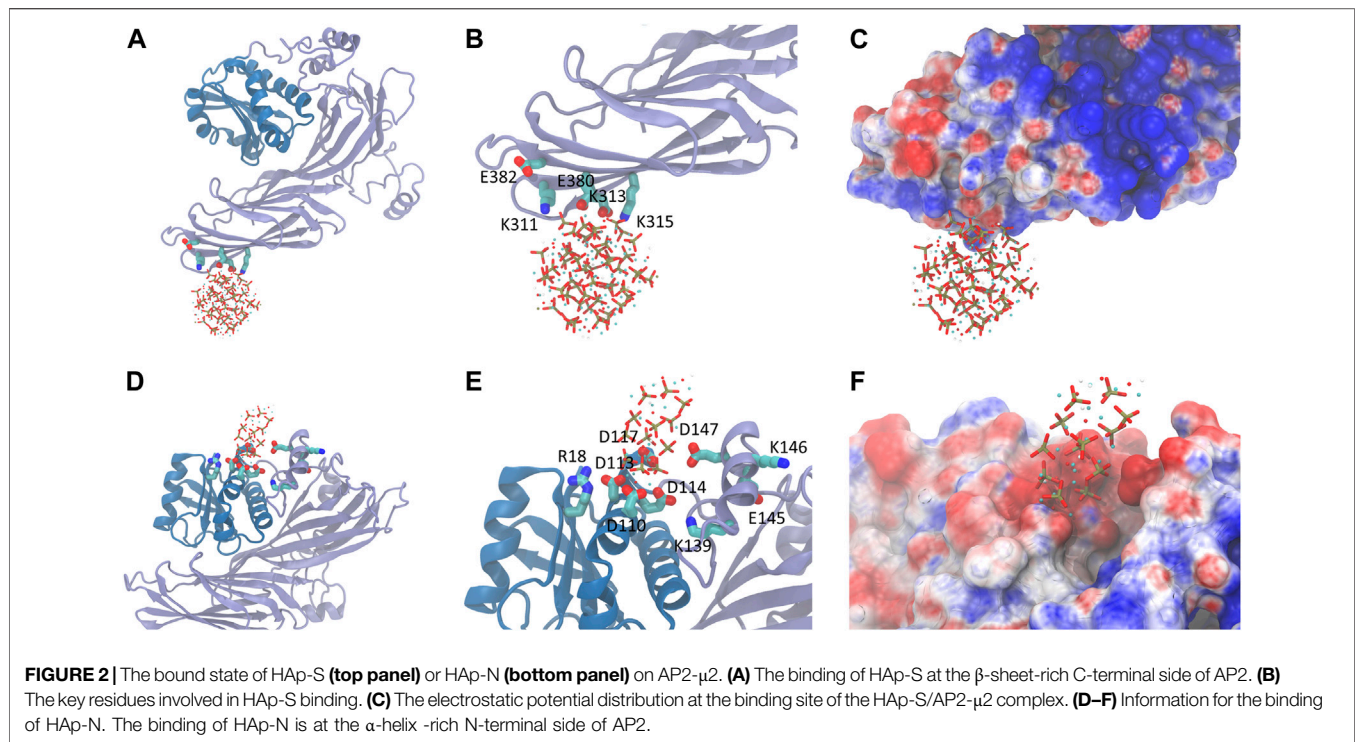 A
B
C
E382
E380
K313
K311
K315
D
E
F
D117
D147
R18
D113
K146
D114
D110
E145
K139
FIGURE 2 | The bound state of HAp-S (top panel) or HAp-N (bottom panel) on AP2-μ2. (A) The binding of HAp-S at the β-sheet-rich C-terminal side of AP2. (B)
The key residues involved in HAp-S binding. (C) The electrostatic potential distribution at the binding site of the HAp-S/AP2-μ2 complex. (D–F) Information for the binding
of HAp-N. The binding of HAp-N is at the α-helix -rich N-terminal side of AP2.